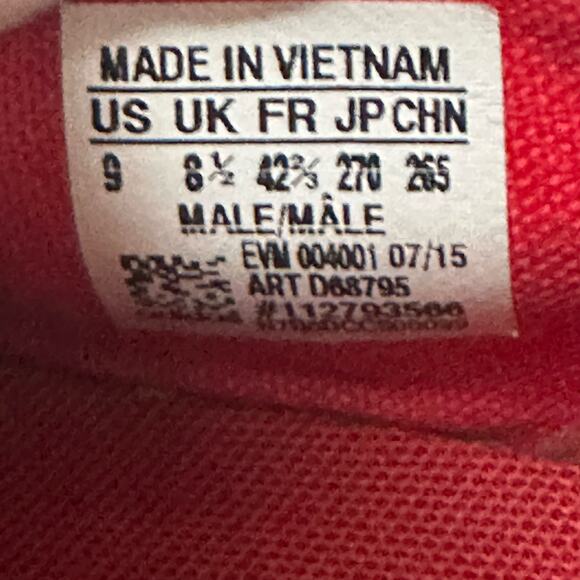 MADE IN VIETNAM
US UK FR JP CHN
9 8½ 42⅔ 270 265
MALE/MÂLE
EVM 004001 07/15
ART D68795
#112793566